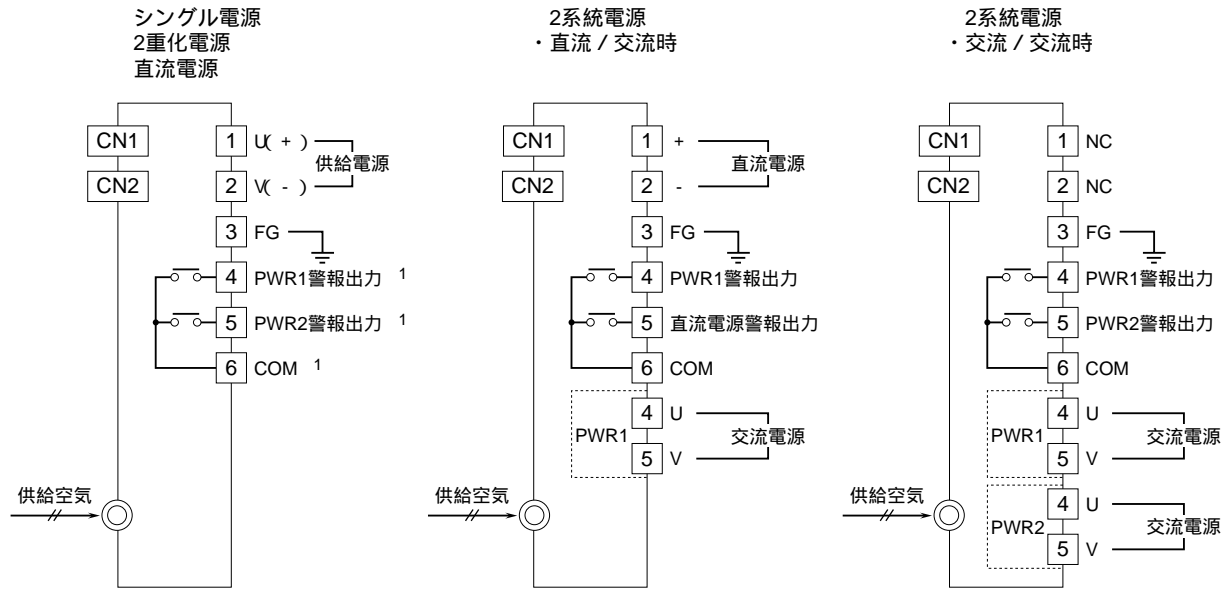 シングル電源
2重化電源
直流電源
CN1
1 U( + )
供給電源
CN2
2 V( - )
3 FG
4 PWR1警報出力 1
5 PWR2警報出力 1
6 COM 1
供給空気
2系統電源
・直流 / 交流時
CN1
1 +
直流電源
CN2
2 -
3 FG
4 PWR1警報出力
5 直流電源警報出力
6 COM
4 U
PWR1
交流電源
5 V
供給空気
2系統電源
・交流 / 交流時
CN1
1 NC
CN2
2 NC
3 FG
4 PWR1警報出力
5 PWR2警報出力
6 COM
4 U
PWR1
交流電源
5 V
4 U
PWR2
交流電源
5 V
供給空気